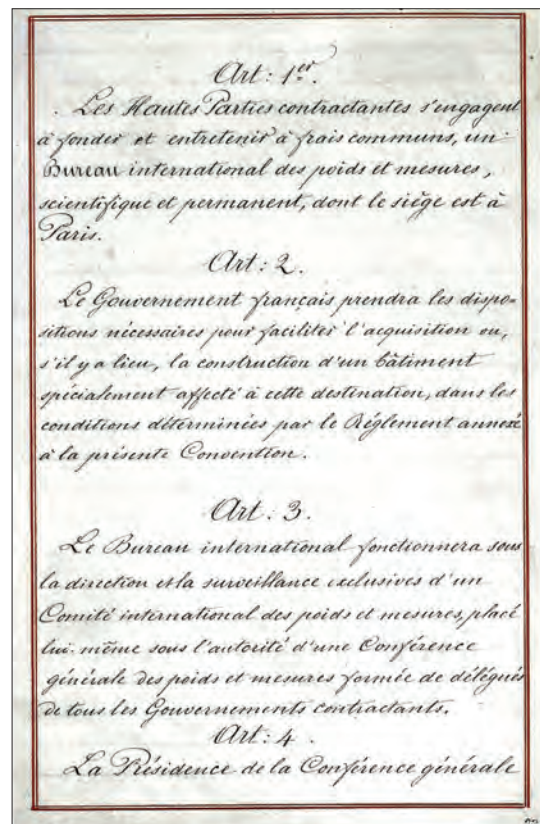 Art: 1er.
Les Hautes Parties contractantes s'engagent
à fonder et entretenir à frais communs, un
Bureau international des poids et mesures,
scientifique et permanent, dont le siège est à
Paris.
Art: 2.
Le Gouvernement français prendra les dispo-
sitions nécessaires pour faciliter l'acquisition ou,
s'il y a lieu, la construction d'un bâtiment
spécialement affecté à cette destination, dans les
conditions déterminées par le Règlement annexé
à la présente Convention.
Art: 3.
Le Bureau international fonctionnera sous
la direction et la surveillance exclusives d'un
Comité international des poids et mesures, placé
lui-même sous l'autorité d'une Conférence
générale des poids et mesures formée de délégués
de tous les Gouvernements contractants.
Art: 4.
La Présidence de la Conférence générale